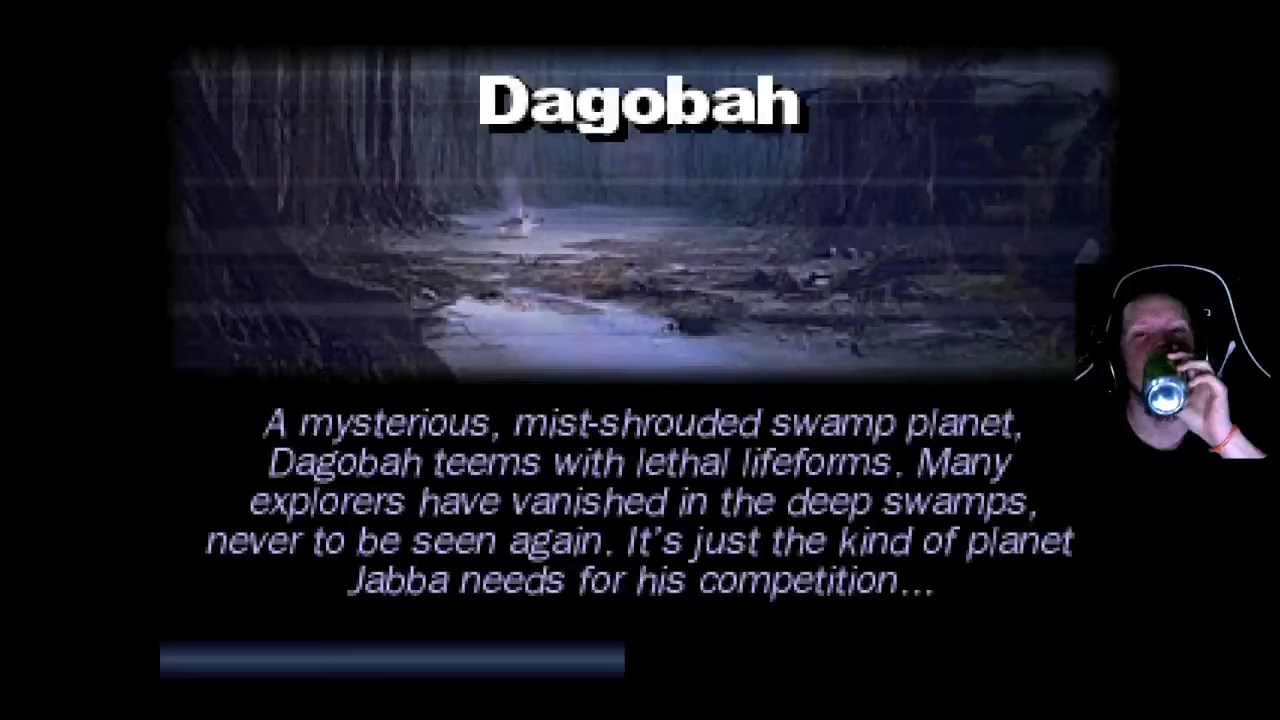 Dagobah
A mysterious, mist-shrouded swamp planet,
Dagobah teems with lethal lifeforms. Many
explorers have vanished in the deep swamps,
never to be seen again. It's just the kind of planet
Jabba needs for his competition...